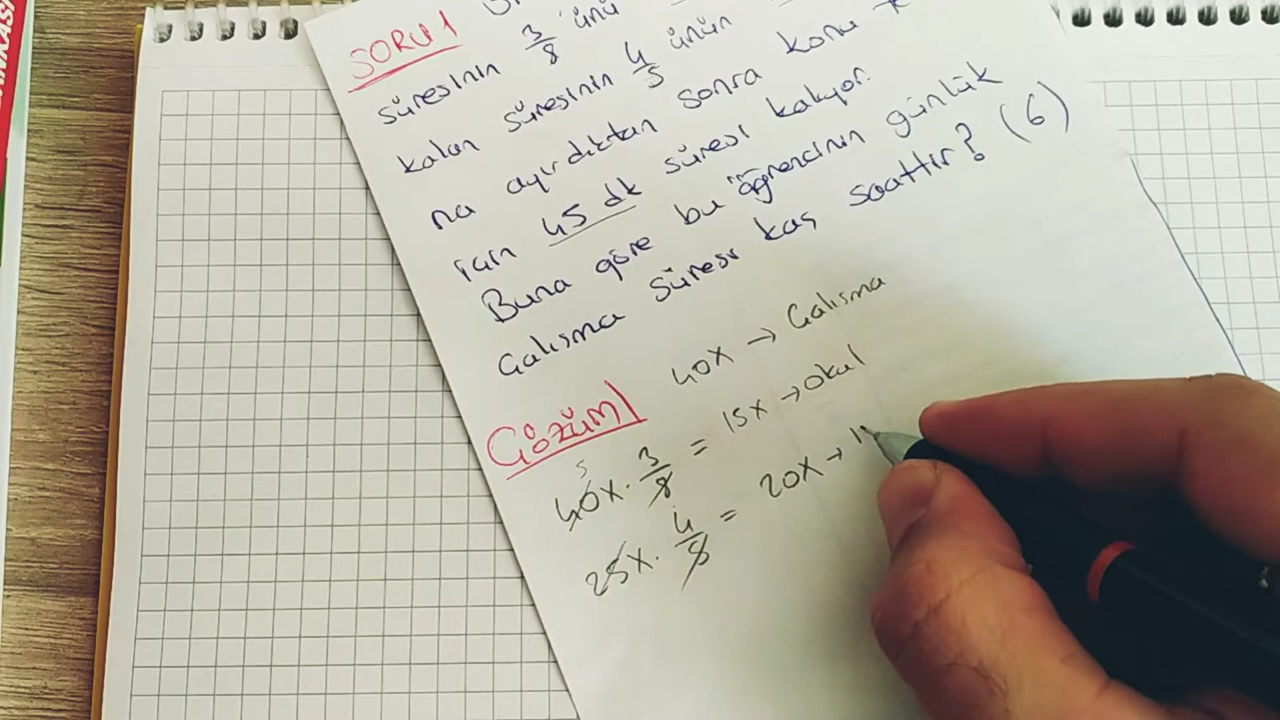 SORU 1
süresinin 3/8 'ünü
kalan süresinin 4/5 ünün
na ayırdıktan sonra konu
için 45 dk süresi kalıyor.
Buna göre bu öğrencinin günlük
Çalışma süresi kaç saattir? (6)
Çözüm
40x → Çalışma
40x . 3/8 = 15x → okul
5
25x . 4/5 = 20x →